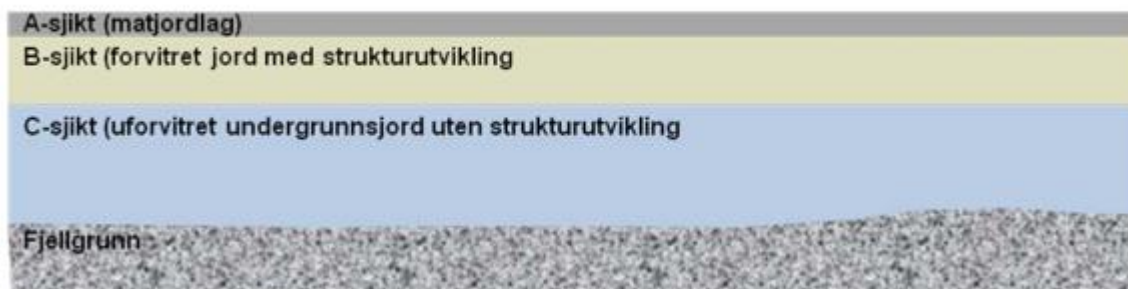 A-sjikt (matjordlag)
B-sjikt (forvitret jord med strukturutvikling
C-sjikt (uforvitret undergrunnsjord uten strukturutvikling
Fjellgrunn